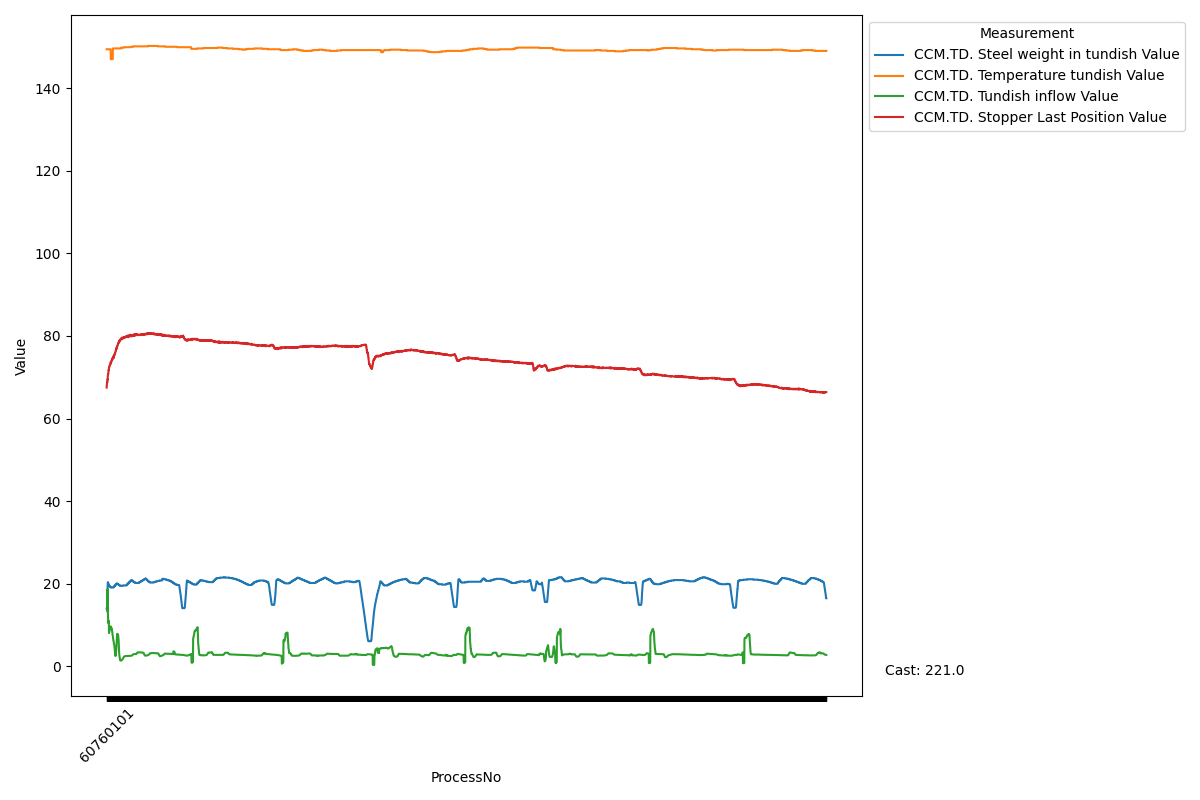 Measurement
CCM.TD. Steel weight in tundish Value
CCM.TD. Temperature tundish Value
CCM.TD. Tundish inflow Value
CCM.TD. Stopper Last Position Value
140
120
100
80
60
40
20
0
Value
Cast: 221.0
60760101
ProcessNo